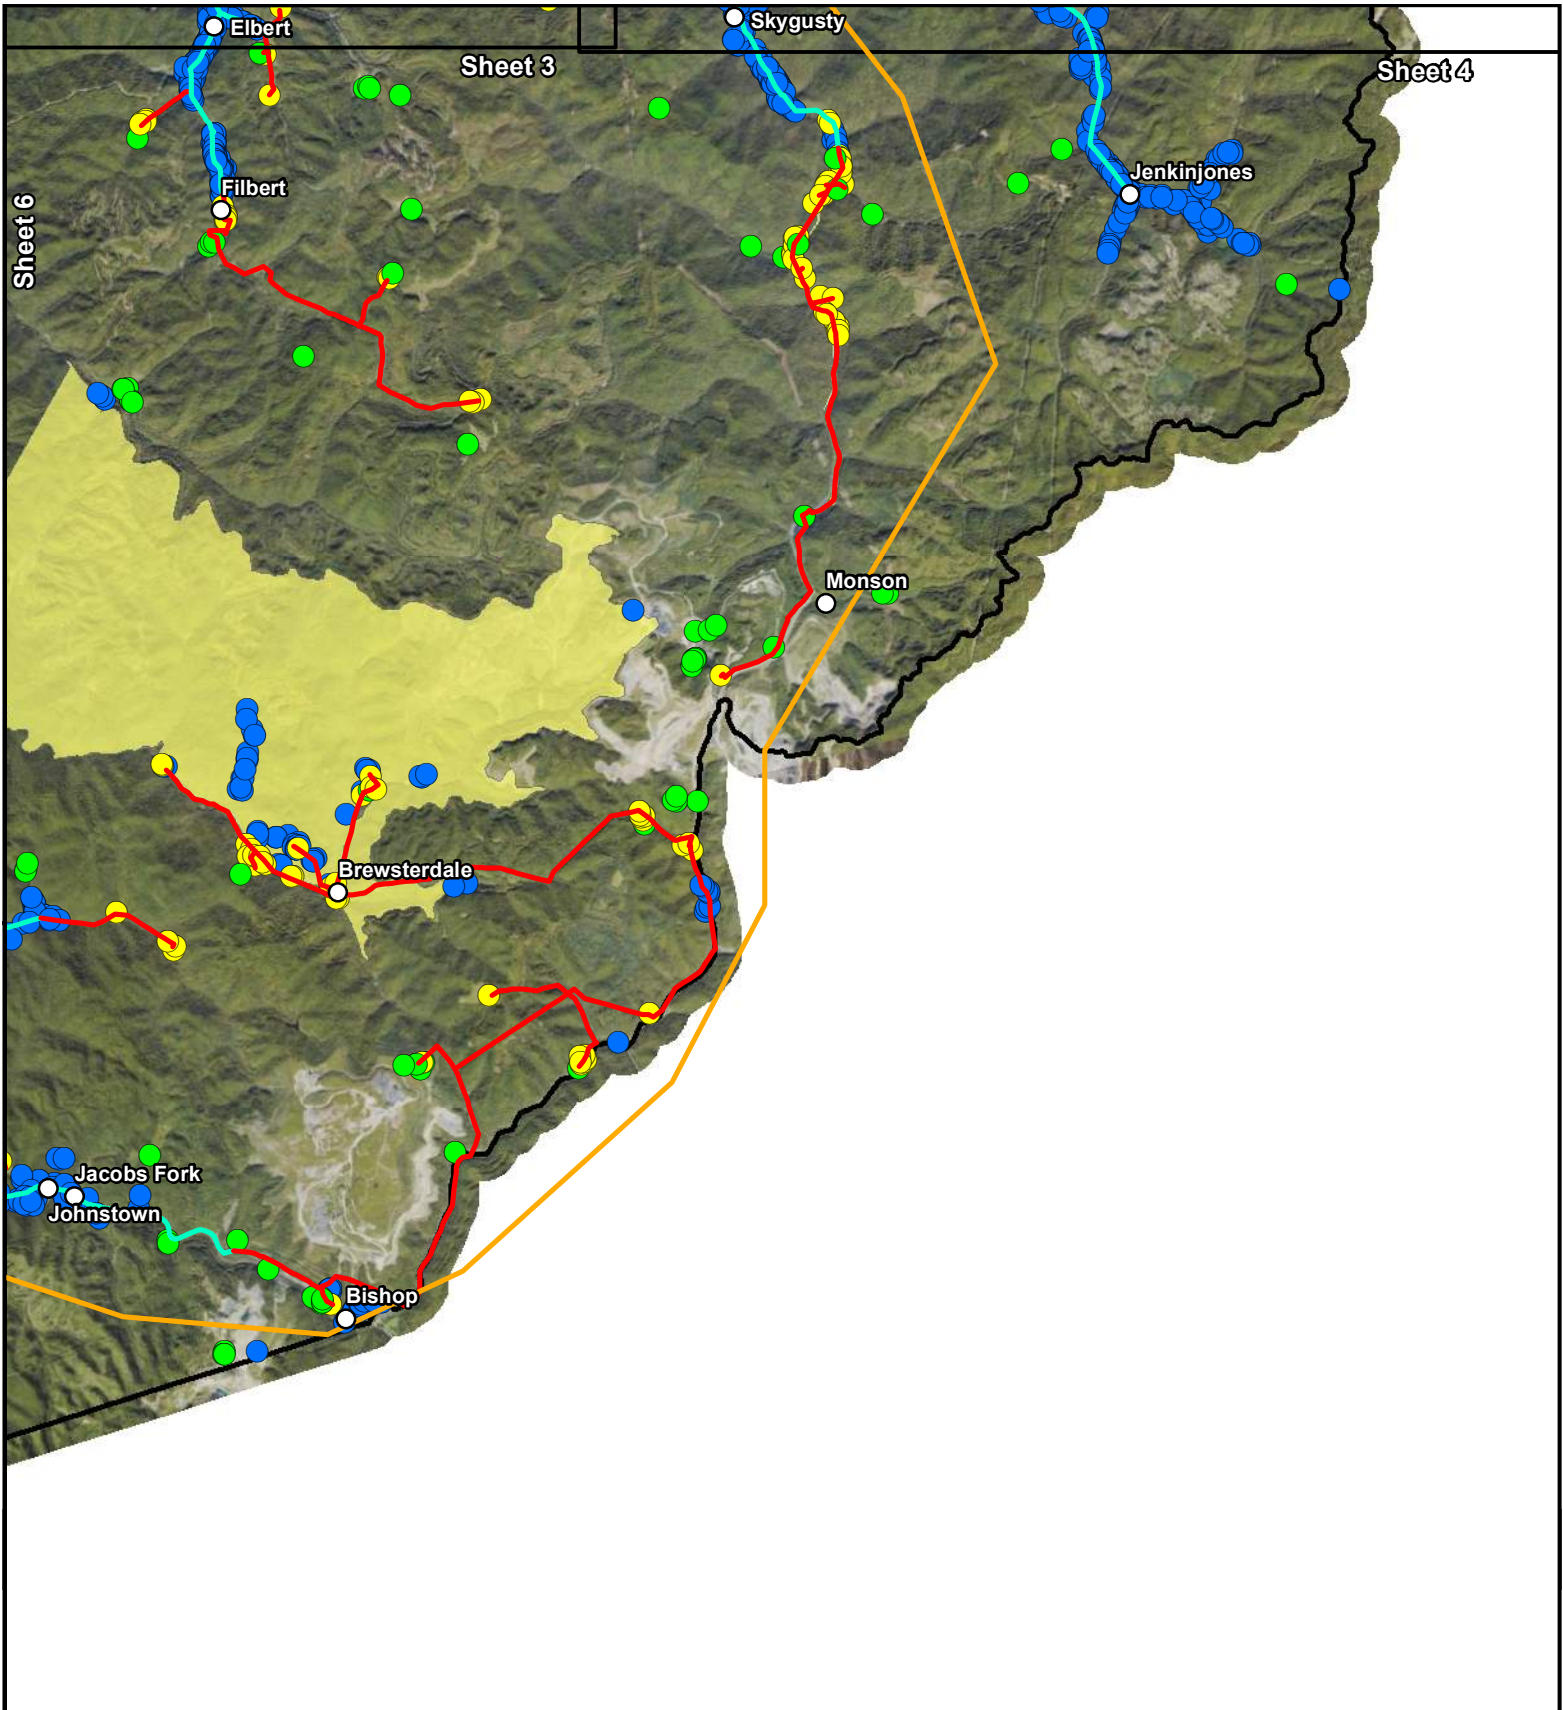 Elbert
Skygusty
Sheet 3
Sheet 4
Jenkinjones
Filbert
Sheet 6
Monson
Brewsterdale
Jacobs Fork
Johnstown
Bishop